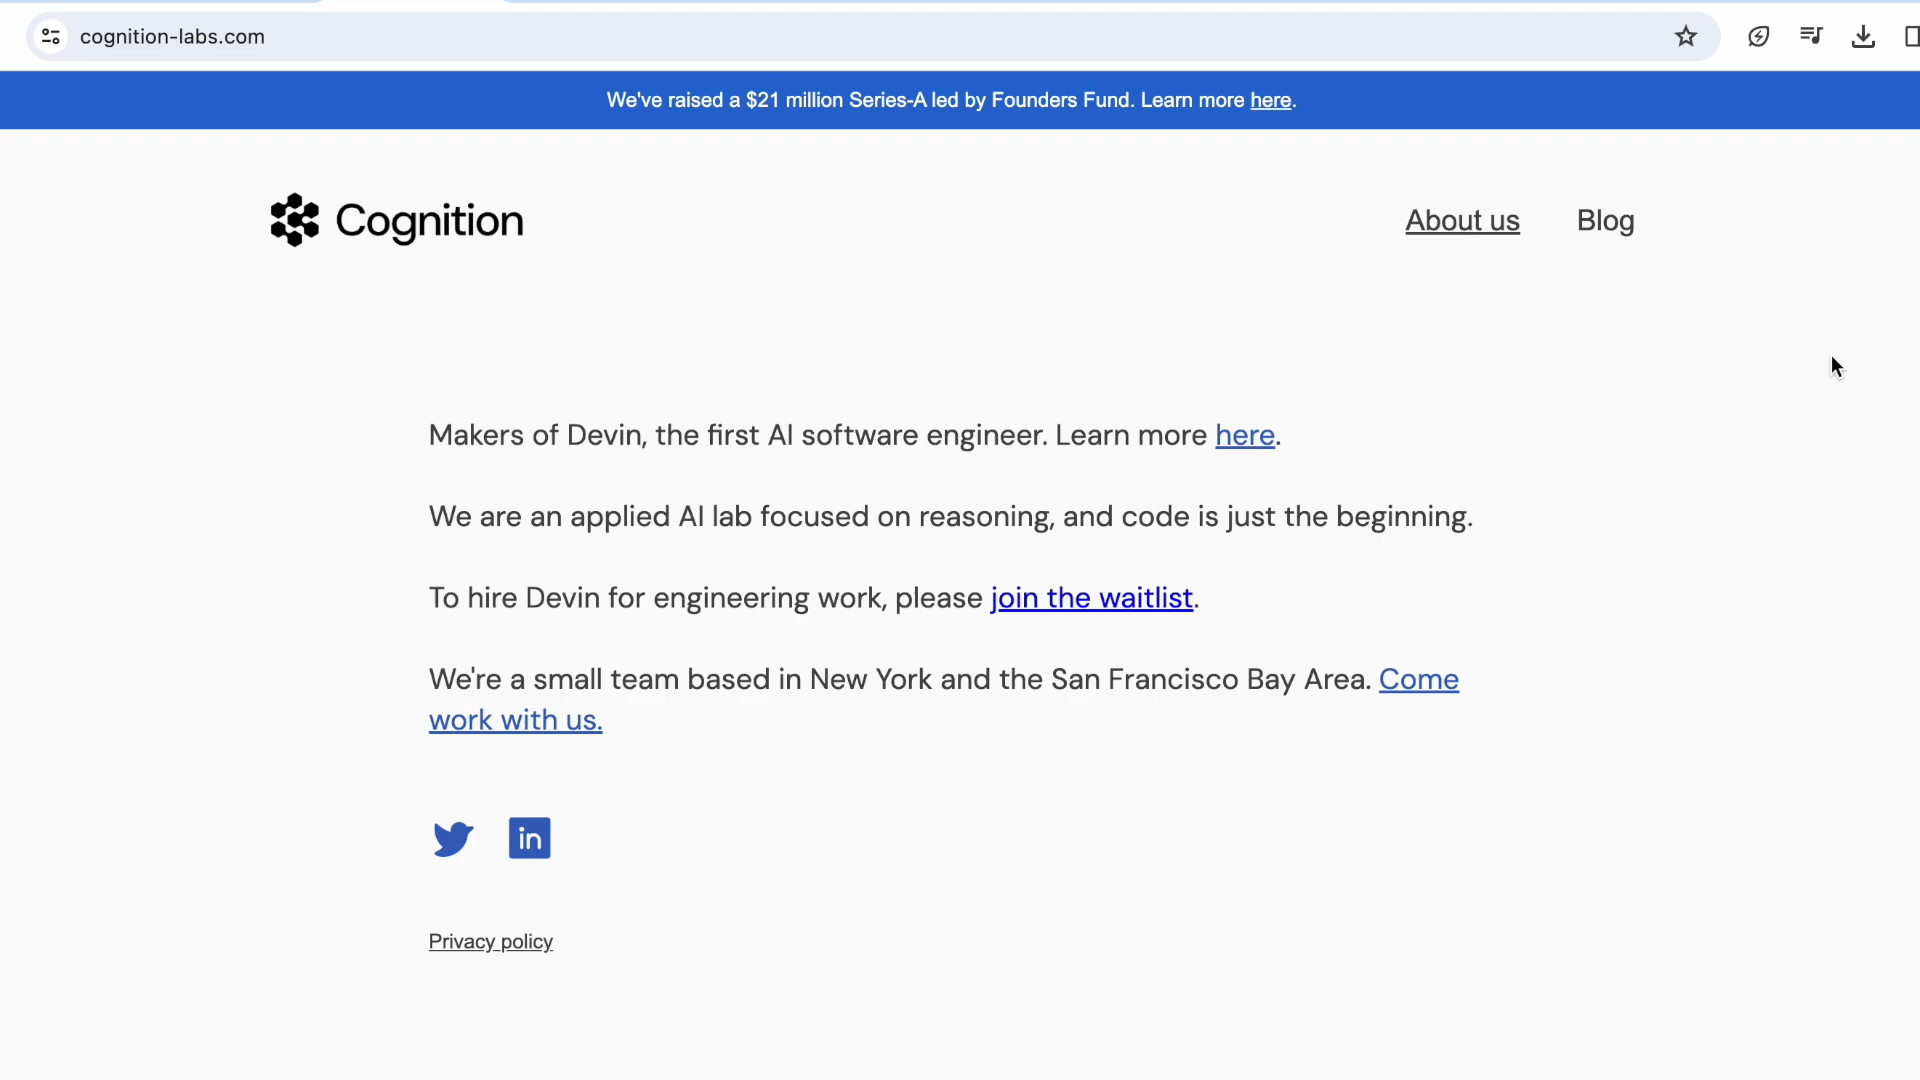 cognition-labs.com
We've raised a $21 million Series-A led by Founders Fund. Learn more here.
Cognition
About us
Blog
Makers of Devin, the first AI software engineer. Learn more here.
We are an applied AI lab focused on reasoning, and code is just the beginning.
To hire Devin for engineering work, please join the waitlist.
We're a small team based in New York and the San Francisco Bay Area. Come
work with us.
in
Privacy policy